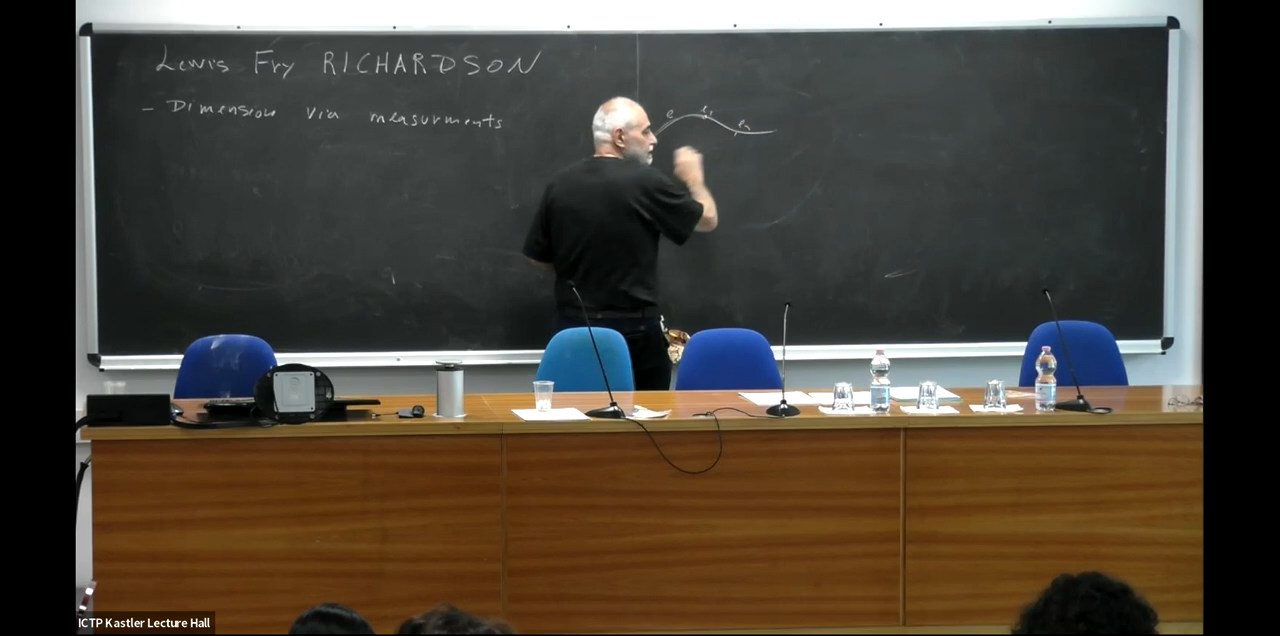 Lewis Fry RICHARDSON
- Dimension via measurments
ICTP Kastler Lecture Hall